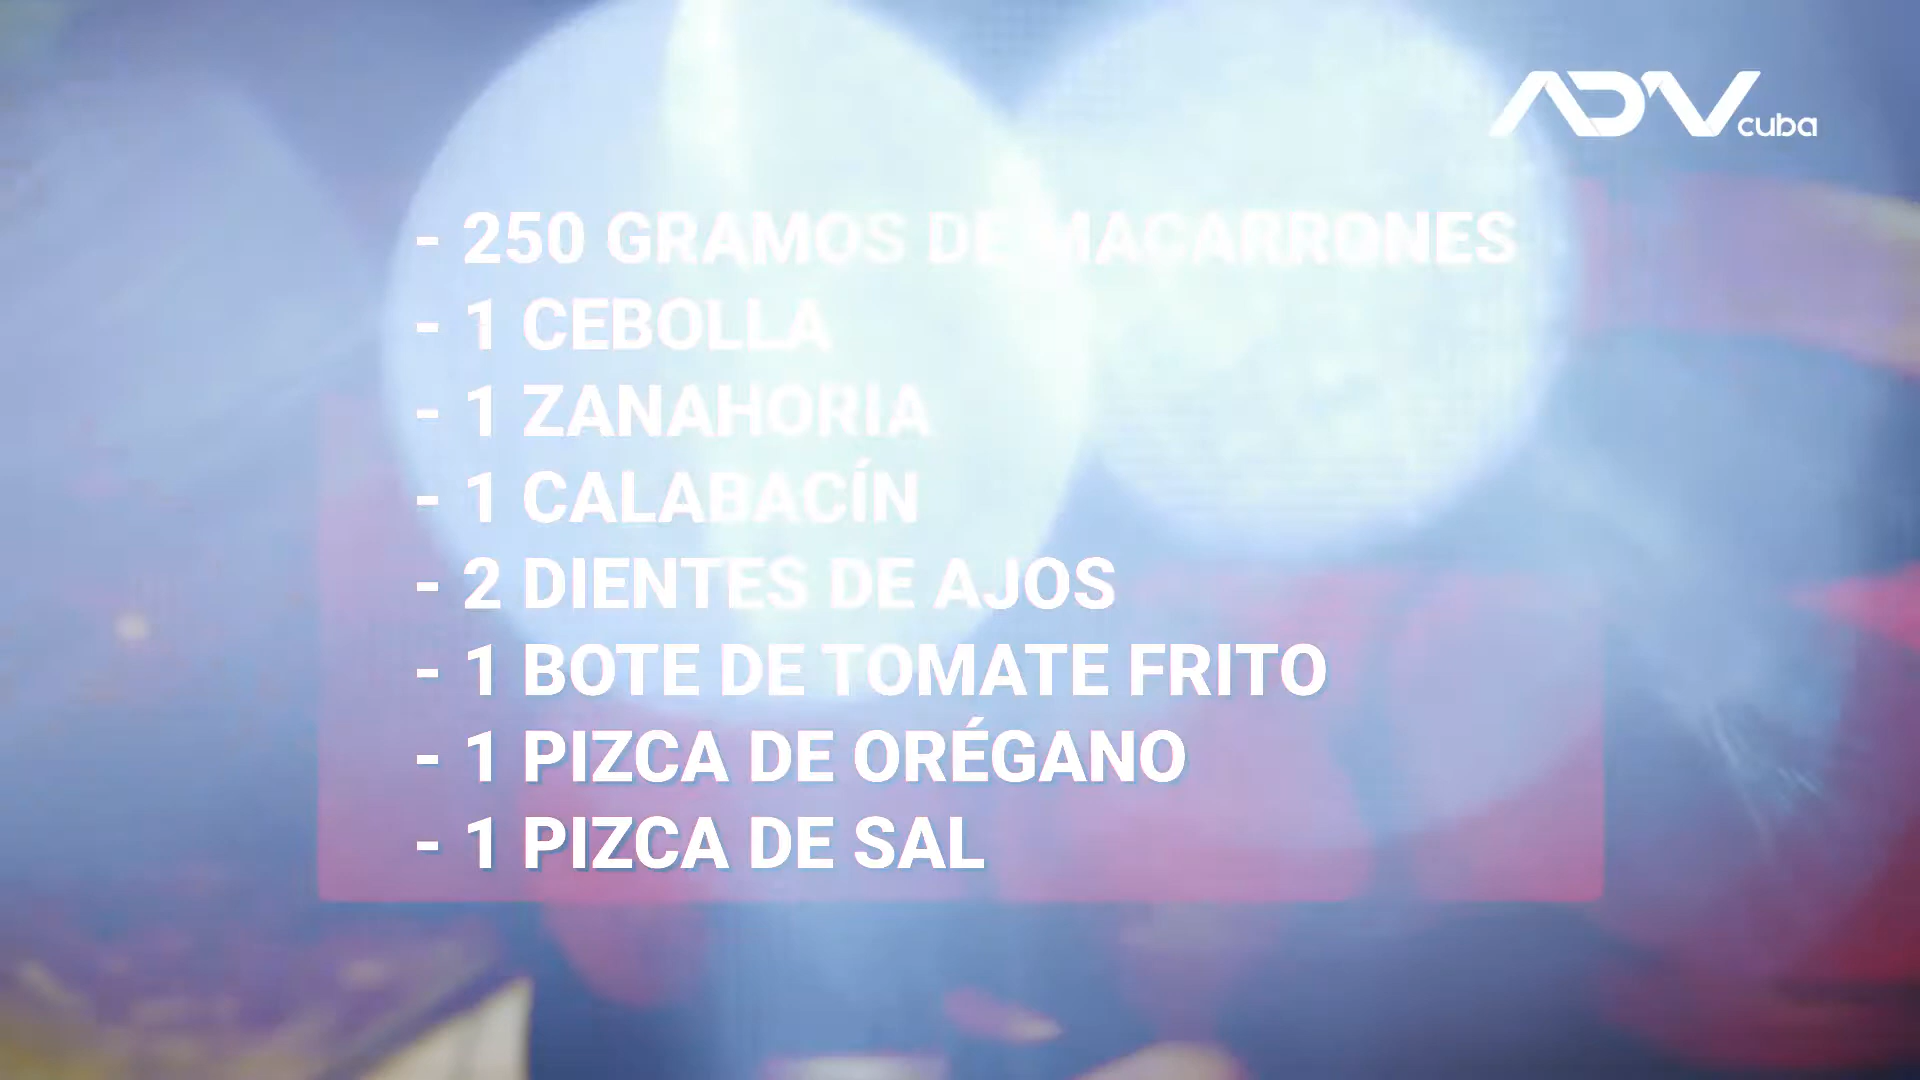 ADN cuba
- 250 GRAMOS DE MACARRONES
- 1 CEBOLLA
- 1 ZANAHORIA
- 1 CALABACÍN
- 2 DIENTES DE AJOS
- 1 BOTE DE TOMATE FRITO
- 1 PIZCA DE ORÉGANO
- 1 PIZCA DE SAL